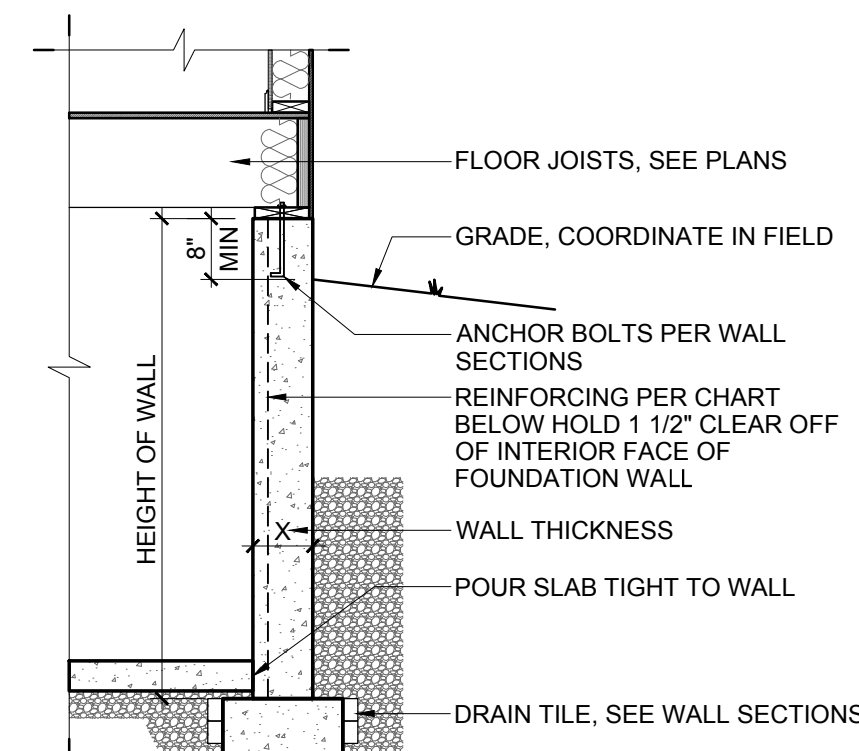 FLOOR JOISTS, SEE PLANS
8"
MIN
GRADE, COORDINATE IN FIELD
ANCHOR BOLTS PER WALL
SECTIONS
HEIGHT OF WALL
REINFORCING PER CHART
BELOW HOLD 1 1/2" CLEAR OFF
OF INTERIOR FACE OF
FOUNDATION WALL
X
WALL THICKNESS
POUR SLAB TIGHT TO WALL
DRAIN TILE, SEE WALL SECTIONS